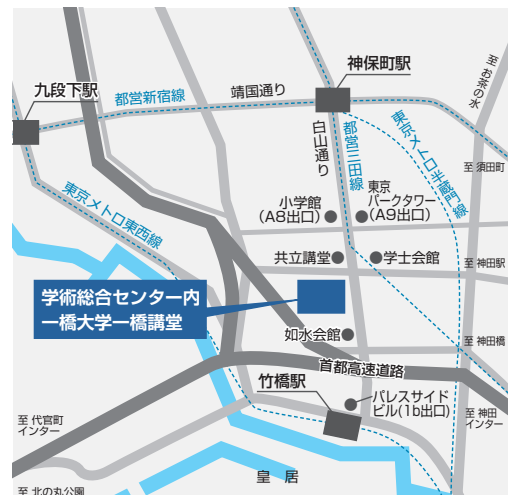 神保町駅
至 お茶の水
九段下駅
都営新宿線
靖国通り
白山通り
都営三田線
東京メトロ半蔵門線
至 須田町
東京メトロ東西線
小学館
(A8出口)
東京
パークタワー
(A9出口)
共立講堂
学士会館
至 神田駅
学術総合センター内
一橋大学一橋講堂
如水会館
至 神田橋
首都高速道路
竹橋駅
パレスサイド
ビル(1b出口)
至 代官町
インター
至 神田
インター
皇居
至 北の丸公園